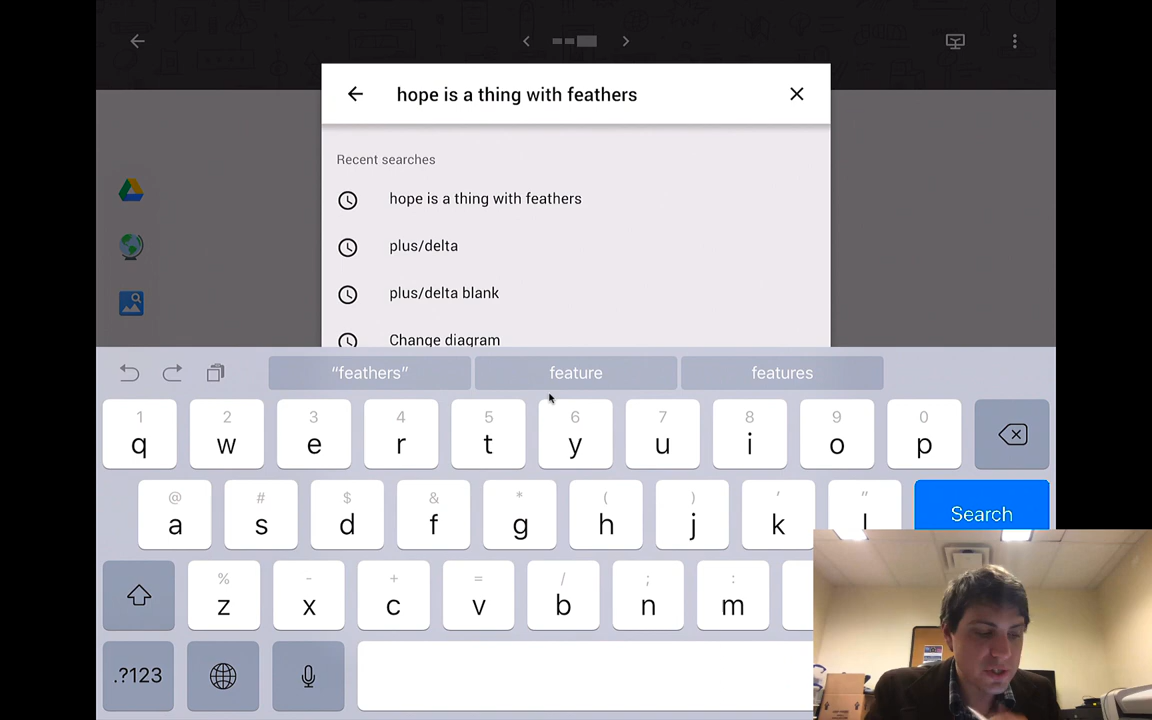 hope is a thing with feathers
Recent searches
hope is a thing with feathers
plus/delta
plus/delta blank
Change diagram
“feathers” feature features
1 2 3 4 5 6 7 8 9 0
q w e r t y u i o p
@ # $ & * ( ) ' "
a s d f g h j k l Search
% - + = / ; :
z x c v b n m
.?123